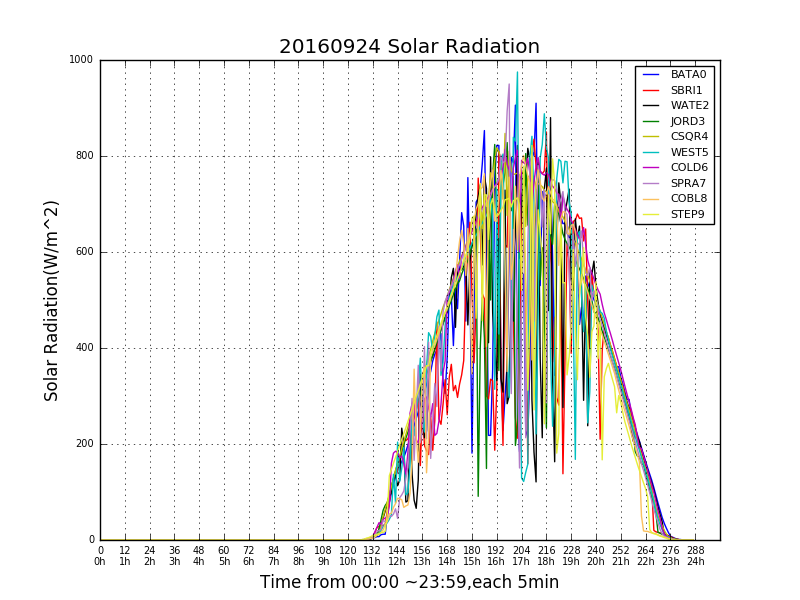 20160924 Solar Radiation
Solar Radiation(W/m^2)
1000
800
600
400
200
0
BATA0
SBRI1
WATE2
JORD3
CSQR4
WEST5
COLD6
SPRA7
COBL8
STEP9
0 12 24 36 48 60 72 84 96 108 120 132 144 156 168 180 192 204 216 228 240 252 264 276 288
0h 1h 2h 3h 4h 5h 6h 7h 8h 9h 10h 11h 12h 13h 14h 15h 16h 17h 18h 19h 20h 21h 22h 23h 24h
Time from 00:00 ~23:59,each 5min